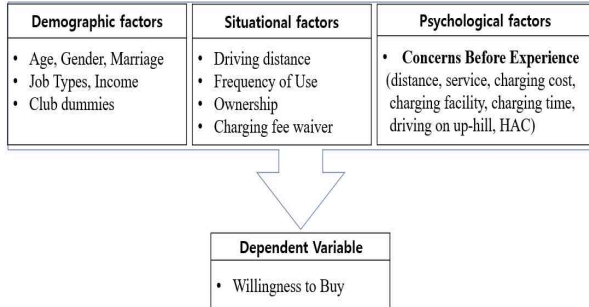 Demographic factors
• Age, Gender, Marriage
• Job Types, Income
• Club dummies
Situational factors
• Driving distance
• Frequency of Use
• Ownership
• Charging fee waiver
Psychological factors
• Concerns Before Experience
(distance, service, charging cost,
charging facility, charging time,
driving on up-hill, HAC)
Dependent Variable
• Willingness to Buy